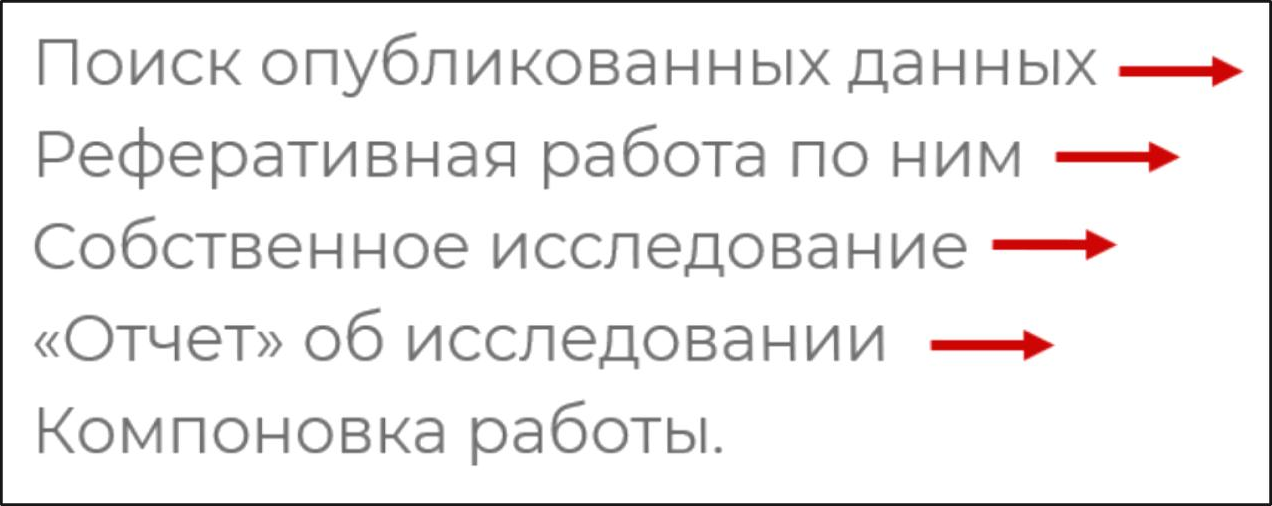 Поиск опубликованных данных
Реферативная работа по ним
Собственное исследование
«Отчет» об исследовании
Компоновка работы.